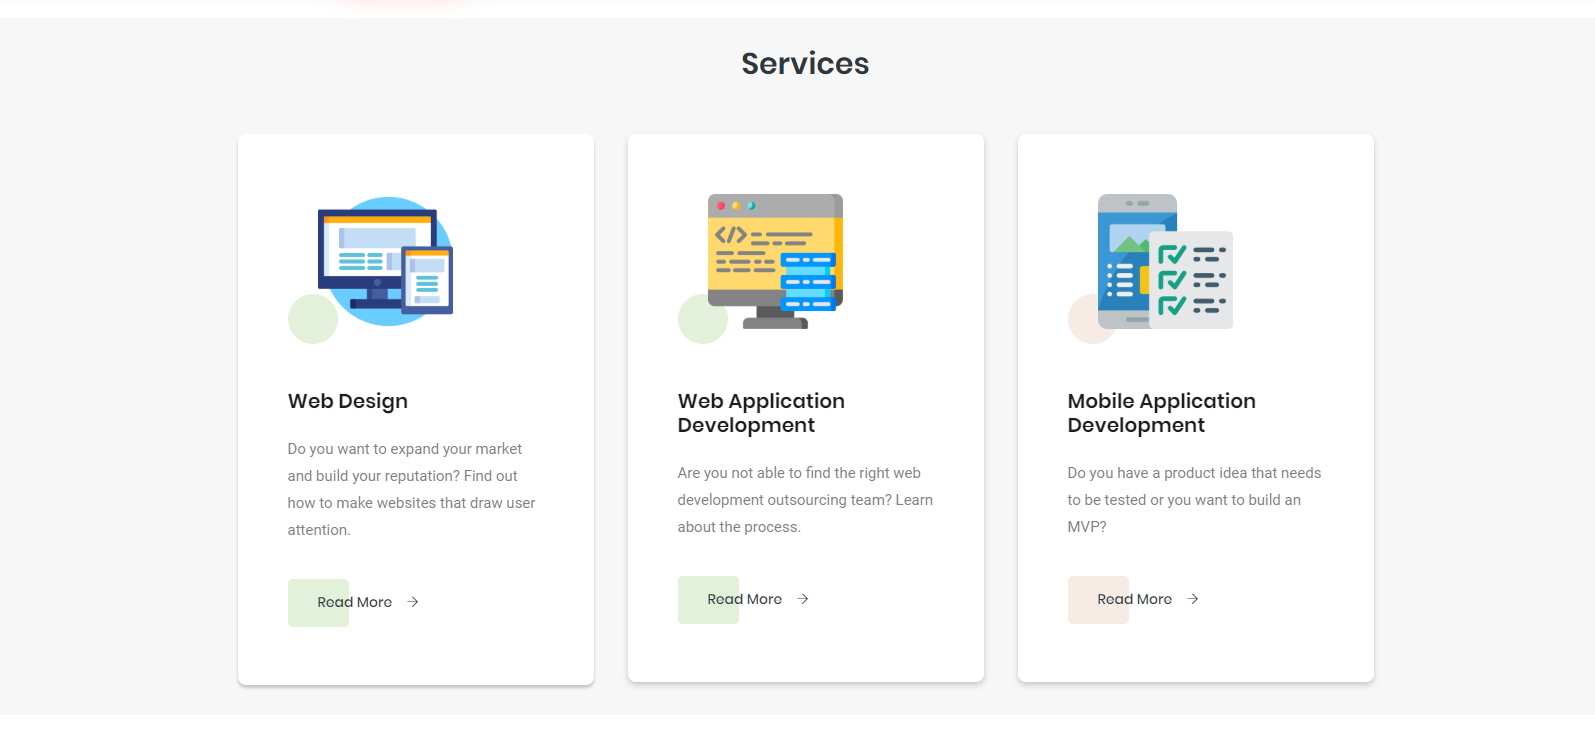 Services
Web Design
Do you want to expand your market
and build your reputation? Find out
how to make websites that draw user
attention.
Read More →
Web Application
Development
Are you not able to find the right web
development outsourcing team? Learn
about the process.
Read More →
Mobile Application
Development
Do you have a product idea that needs
to be tested or you want to build an
MVP?
Read More →